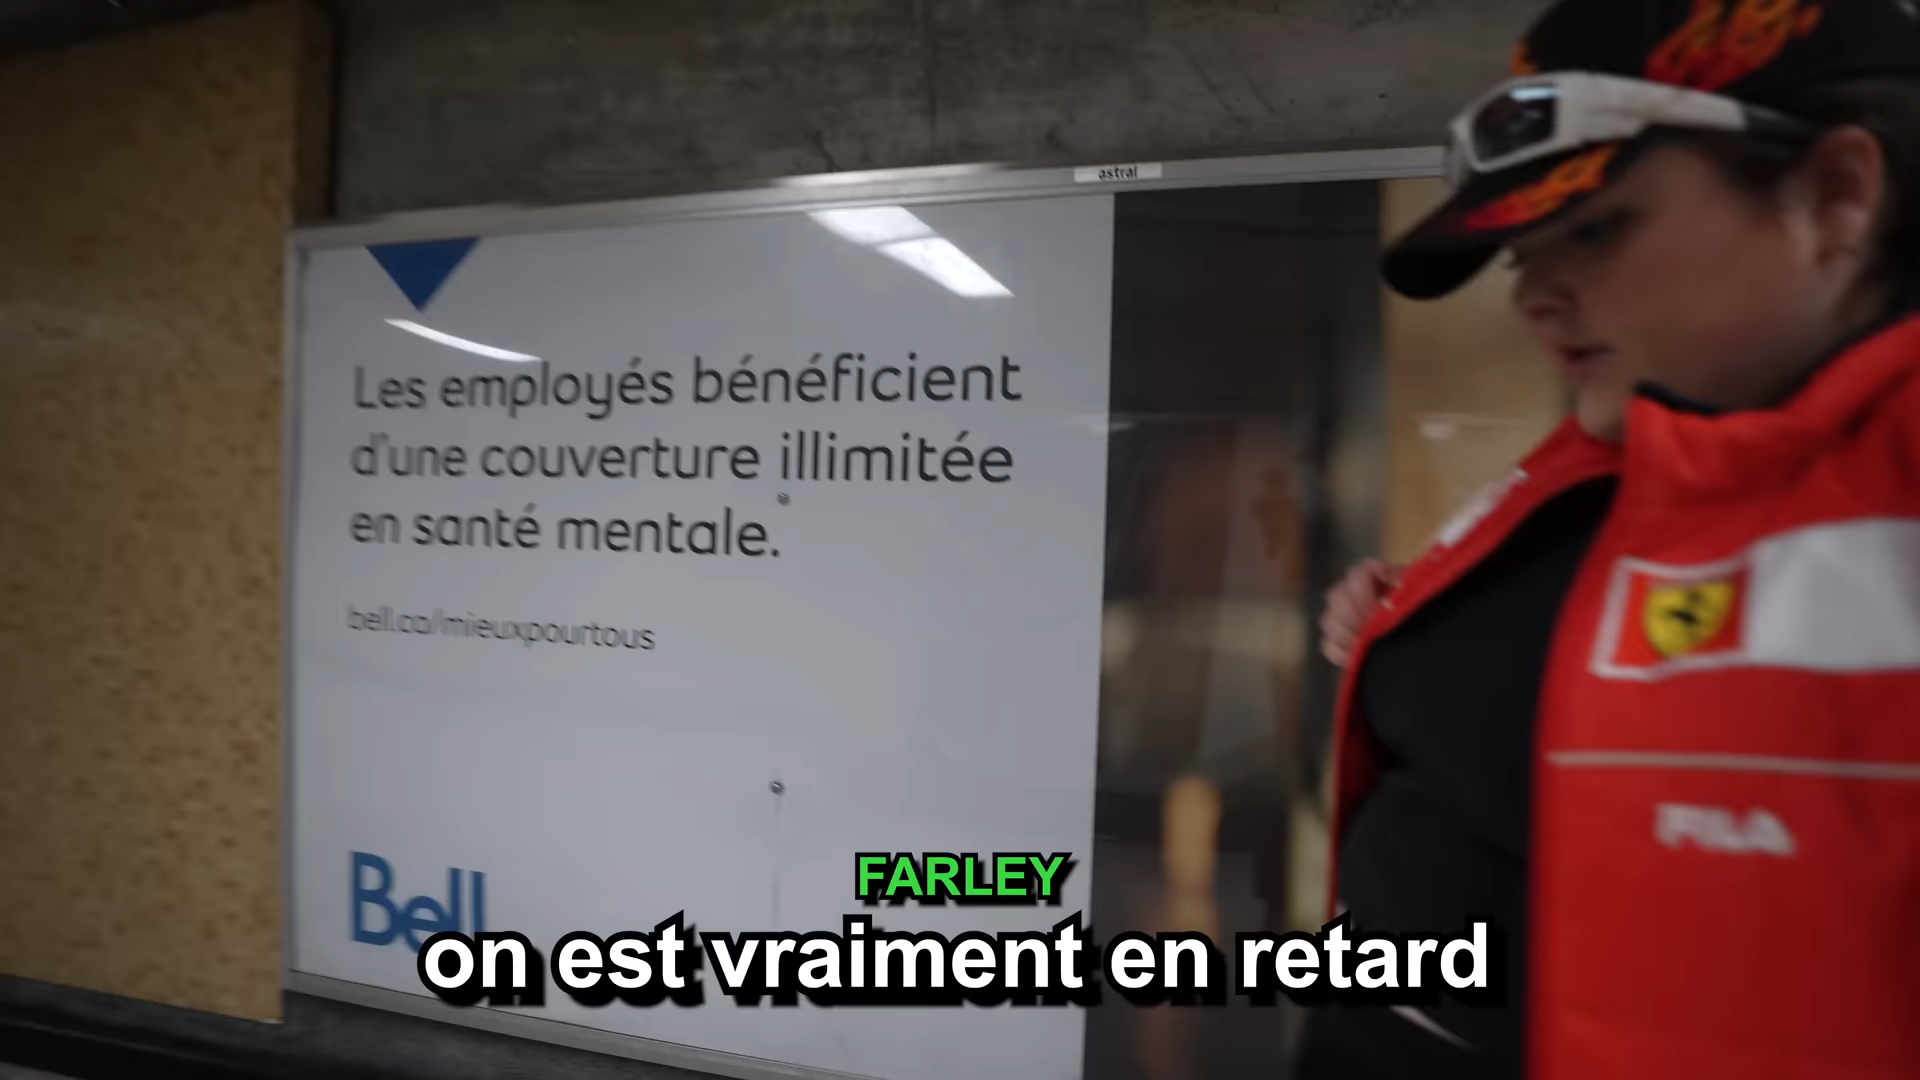 astral
Les employés bénéficient
d'une couverture illimitée
en santé mentale.
bell.ca/mieuxpourtous
Bell
FILA
FARLEY
on est vraiment en retard